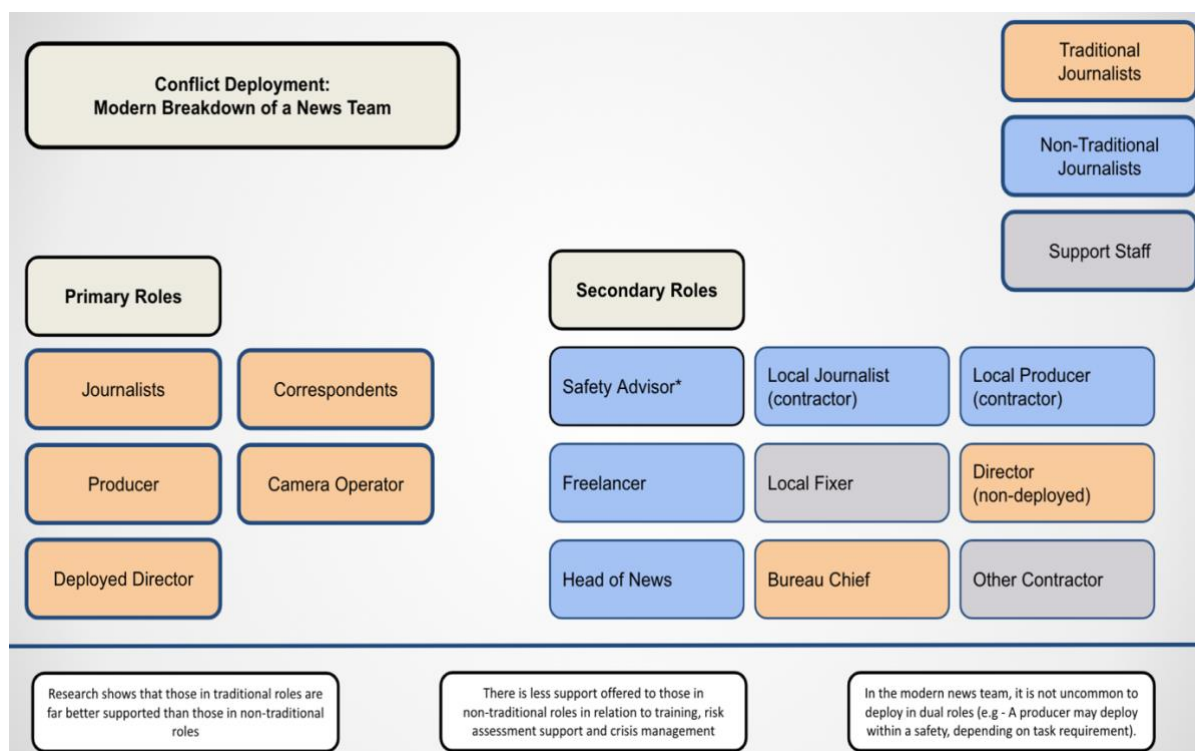 Conflict Deployment:
Modern Breakdown of a News Team
Traditional
Journalists
Non-Traditional
Journalists
Support Staff
Primary Roles
Journalists
Correspondents
Producer
Camera Operator
Deployed Director
Secondary Roles
Safety Advisor*
Local Journalist
(contractor)
Local Producer
(contractor)
Freelancer
Local Fixer
Director
(non-deployed)
Head of News
Bureau Chief
Other Contractor
Research shows that those in traditional roles are
far better supported than those in non-traditional
roles
There is less support offered to those in
non-traditional roles in relation to training, risk
assessment support and crisis management
In the modern news team, it is not uncommon to
deploy in dual roles (e.g - A producer may deploy
within a safety, depending on task requirement).